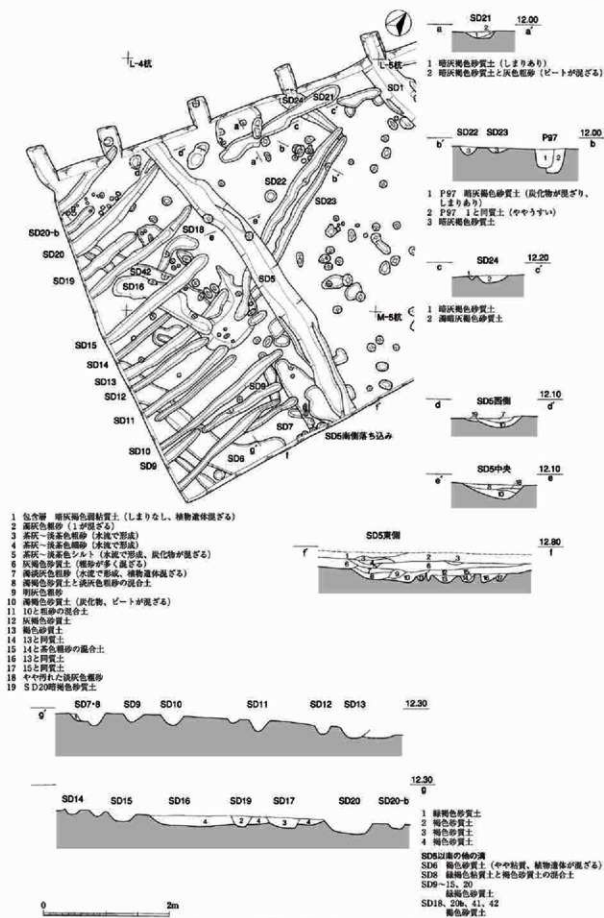 L-4杭
L-5杭
SD1
SD21
SD24
SD22
SD23
SD18
SD20-b
SD20
SD19
SD42
SD16
SD5
M-5杭
SD15
SD14
SD13
SD12
SD11
SD10
SD9
SD9
SD7
SD6
SD5南側落ち込み
SD21
12.00
a a'
1 暗灰褐色砂質土(しまりあり)
2 暗灰褐色砂質土と灰色粗砂(ピートが混ざる)
SD22 SD23 P97
12.00
b' b
1 P97 暗灰褐色砂質土(炭化物が混ざり、
しまりあり)
2 P97 1と同質土(ややうすい)
3 暗灰褐色砂質土
SD24
12.20
c c'
1 暗灰褐色砂質土
2 濁暗灰褐色砂質土
SD5西側
12.10
d d'
SD5中央
12.10
e' e
SD5東側
12.80
f' f
1 包含層 暗灰褐色濁粘質土(しまりなし、植物遺体混ざる)
2 濁灰色粗砂(1が混ざる)
3 茶灰~淡茶色粗砂(水流で形成)
4 茶灰~淡茶色細砂(水流で形成)
5 茶灰~淡茶色シルト(水流で形成、炭化物が混ざる)
6 灰褐色砂質土(粗砂が多く混ざる)
7 濁淡灰色粗砂(水流で形成、植物遺体混ざる)
8 濁褐色砂質土と淡灰色粗砂の混合土
9 明灰色粗砂
10 濁褐色砂質土(炭化物、ピートが混ざる)
11 10と粗砂の混合土
12 灰褐色砂質土
13 褐色砂質土
14 13と同質土
15 14と茶色粗砂の混合土
16 13と同質土
17 15と同質土
18 やや汚れた淡灰色粗砂
19 SD20暗褐色砂質土
g' SD7・8 SD9 SD10 SD11 SD12 SD13 12.30
12.30
g
SD14 SD15 SD16 SD19 SD17 SD20 SD20-b
1 緑褐色砂質土
2 褐色砂質土
3 褐色砂質土
4 褐色砂質土
SD5以南の他の溝
SD6 褐色砂質土(やや粘質、植物遺体が混ざる)
SD8 緑褐色粘質土と褐色砂質土の混合土
SD9~15、20
緑褐色砂質土
SD18、20b、41、42
褐色砂質土
0 2m